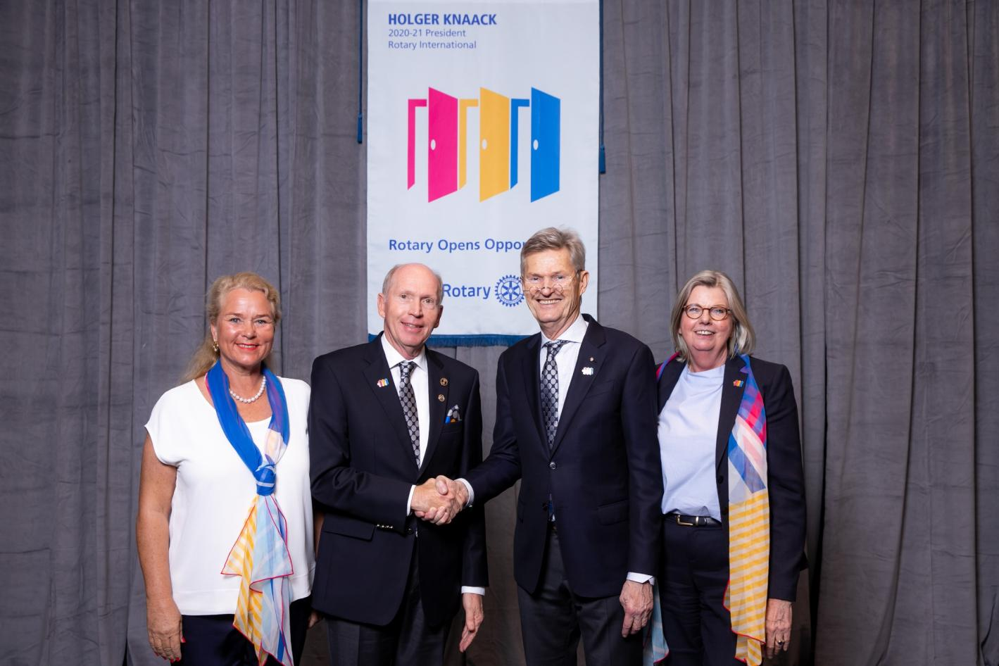 HOLGER KNAACK
2020-21 President
Rotary International
Rotary Opens Oppor
Rotary